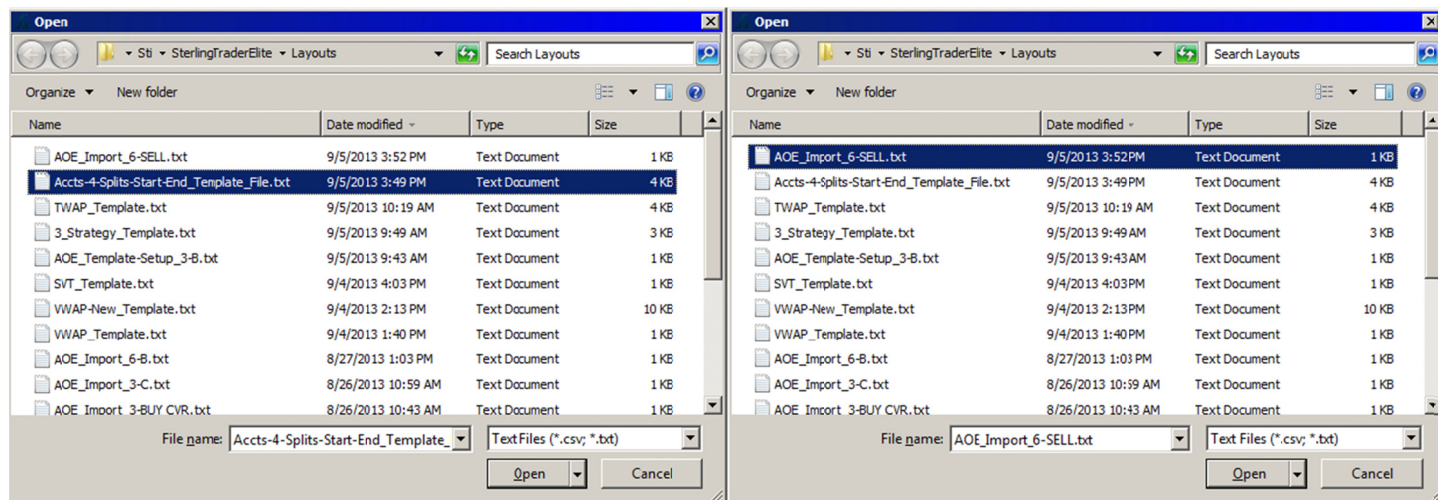 Open
Sti SterlingTraderElite Layouts Search Layouts
Organize New folder
Name Date modified Type Size
AOE_Import_6-SELL.txt 9/5/2013 3:52 PM Text Document 1 KB
Accts-4-Splits-Start-End_Template_File.txt 9/5/2013 3:49 PM Text Document 4 KB
TWAP_Template.txt 9/5/2013 10:19 AM Text Document 4 KB
3_Strategy_Template.txt 9/5/2013 9:49 AM Text Document 3 KB
AOE_Template-Setup_3-B.txt 9/5/2013 9:43 AM Text Document 1 KB
SVT_Template.txt 9/4/2013 4:03 PM Text Document 1 KB
VWAP-New_Template.txt 9/4/2013 2:13 PM Text Document 10 KB
VWAP_Template.txt 9/4/2013 1:40 PM Text Document 1 KB
AOE_Import_6-B.txt 8/27/2013 1:03 PM Text Document 1 KB
AOE_Import_3-C.txt 8/26/2013 10:59 AM Text Document 1 KB
AOE_Import_3-BUY CVR.txt 8/26/2013 10:43 AM Text Document 1 KB
File name: Accts-4-Splits-Start-End_Template_ Text Files (*.csv; *.txt)
Open Cancel
Open
Sti SterlingTraderElite Layouts Search Layouts
Organize New folder
Name Date modified Type Size
AOE_Import_6-SELL.txt 9/5/2013 3:52 PM Text Document 1 KB
Accts-4-Splits-Start-End_Template_File.txt 9/5/2013 3:49 PM Text Document 4 KB
TWAP_Template.txt 9/5/2013 10:19 AM Text Document 4 KB
3_Strategy_Template.txt 9/5/2013 9:49 AM Text Document 3 KB
AOE_Template-Setup_3-B.txt 9/5/2013 9:43 AM Text Document 1 KB
SVT_Template.txt 9/4/2013 4:03 PM Text Document 1 KB
VWAP-New_Template.txt 9/4/2013 2:13 PM Text Document 10 KB
VWAP_Template.txt 9/4/2013 1:40 PM Text Document 1 KB
AOE_Import_6-B.txt 8/27/2013 1:03 PM Text Document 1 KB
AOE_Import_3-C.txt 8/26/2013 10:59 AM Text Document 1 KB
AOE_Import_3-BUY CVR.txt 8/26/2013 10:43 AM Text Document 1 KB
File name: AOE_Import_6-SELL.txt Text Files (*.csv; *.txt)
Open Cancel